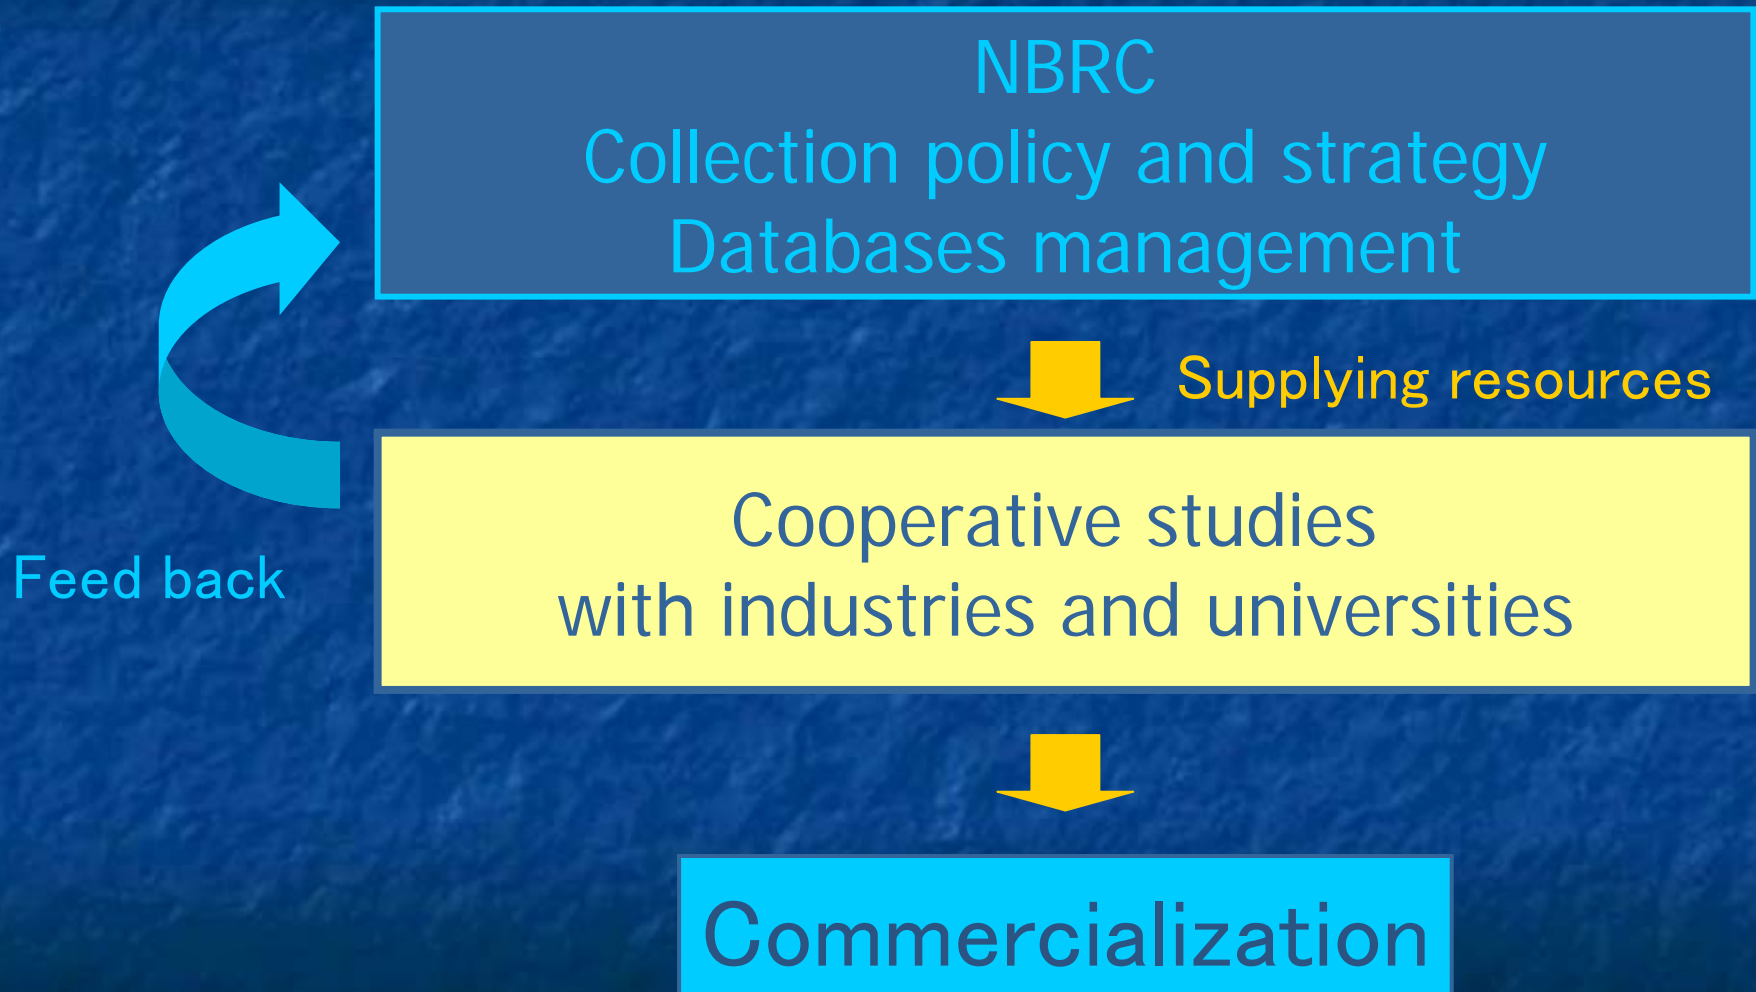 NBRC
Collection policy and strategy
Databases management
Supplying resources
Cooperative studies
with industries and universities
Feed back
Commercialization